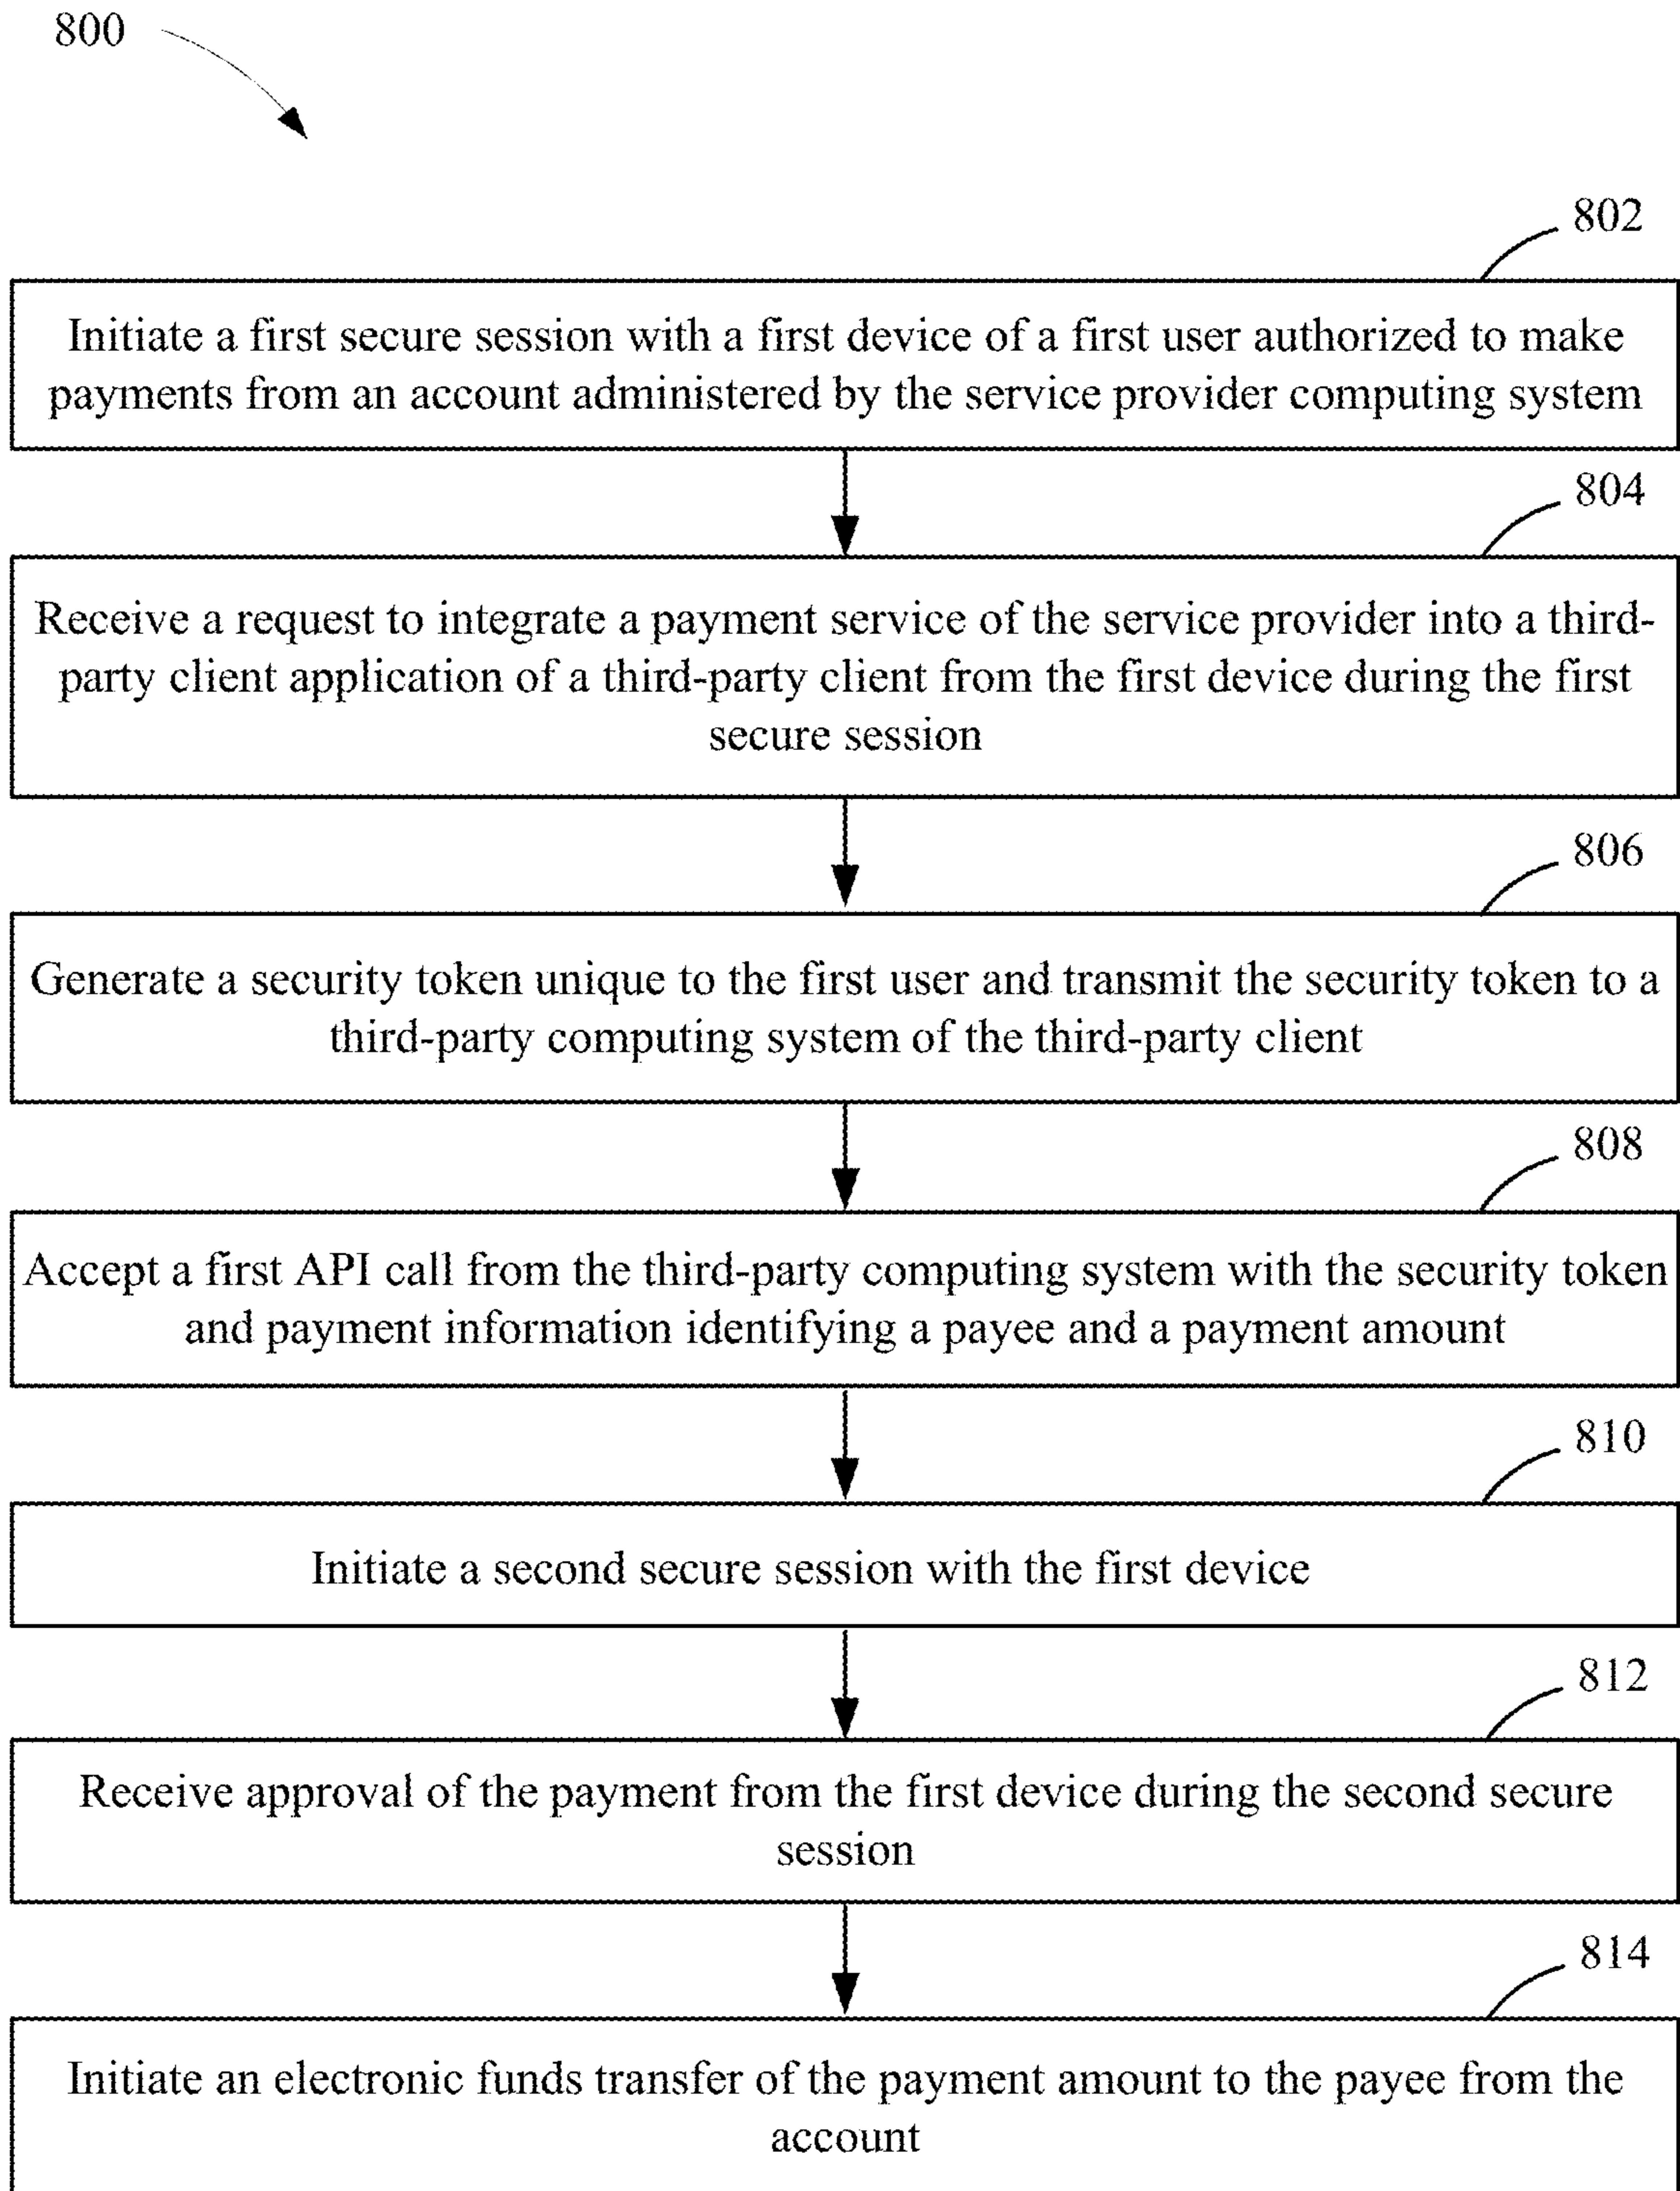 800
802
Initiate a first secure session with a first device of a first user authorized to make
payments from an account administered by the service provider computing system
804
Receive a request to integrate a payment service of the service provider into a third-
party client application of a third-party client from the first device during the first
secure session
806
Generate a security token unique to the first user and transmit the security token to a
third-party computing system of the third-party client
808
Accept a first API call from the third-party computing system with the security token
and payment information identifying a payee and a payment amount
810
Initiate a second secure session with the first device
812
Receive approval of the payment from the first device during the second secure
session
814
Initiate an electronic funds transfer of the payment amount to the payee from the
account